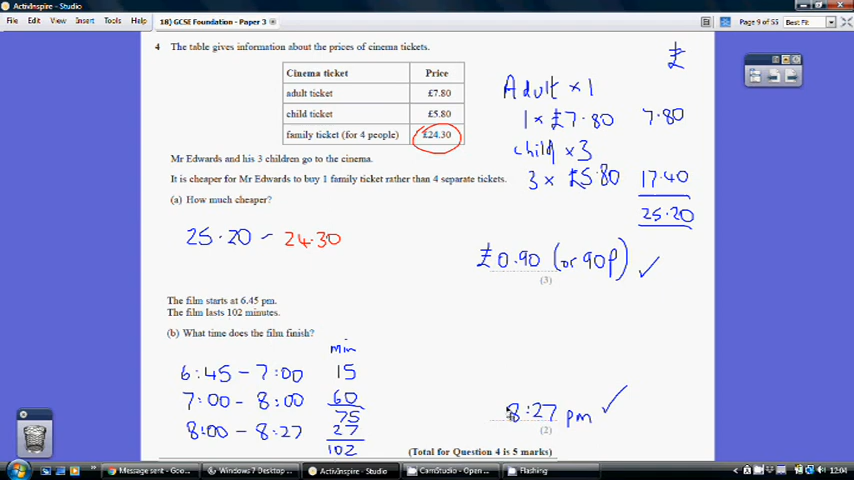 ActivInspire - Studio
File Edit View Insert Tools Help
18) GCSE Foundation - Paper 3
Page 9 of 55
Best Fit
4 The table gives information about the prices of cinema tickets.
Cinema ticket Price
adult ticket £7.80
child ticket £5.80
family ticket (for 4 people) £24.30
Mr Edwards and his 3 children go to the cinema.
It is cheaper for Mr Edwards to buy 1 family ticket rather than 4 separate tickets.
(a) How much cheaper?
25.20 - 24.30
£
Adult × 1
1 × £7.80 7.80
child × 3
3 × £5.80 17.40
25.20
£0.90 (or 90p) ✓
(3)
The film starts at 6.45 pm.
The film lasts 102 minutes.
(b) What time does the film finish?
min
6:45 - 7:00 15
7:00 - 8:00 60
75
8:00 - 8:27 27
102
8:27 pm ✓
(2)
(Total for Question 4 is 5 marks)
Message sent - Goo...
Windows 7 Desktop ...
ActivInspire - Studio
CamStudio - Open ...
Flashing
12:04